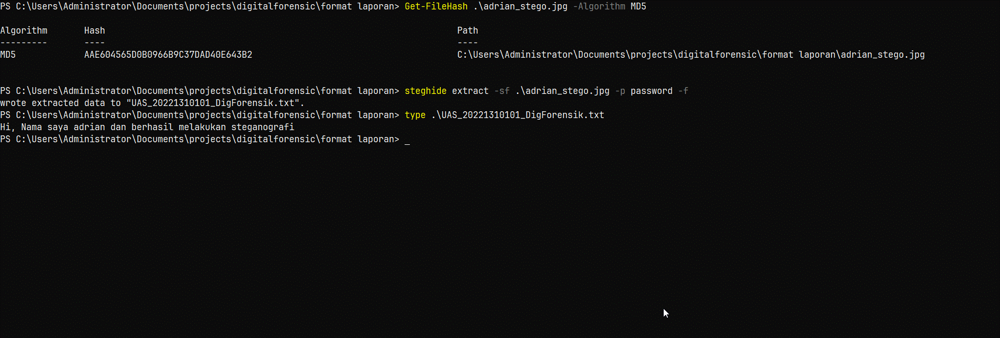 PS C:\Users\Administrator\Documents\projects\digitalforensic\format laporan> Get-FileHash .\adrian_stego.jpg -Algorithm MD5
Algorithm Hash Path
--------- ---- ----
MD5 AAE604565D0B0966B9C37DAD40E643B2 C:\Users\Administrator\Documents\projects\digitalforensic\format laporan\adrian_stego.jpg
PS C:\Users\Administrator\Documents\projects\digitalforensic\format laporan> steghide extract -sf .\adrian_stego.jpg -p password -f
wrote extracted data to "UAS_20221310101_DigForensik.txt".
PS C:\Users\Administrator\Documents\projects\digitalforensic\format laporan> type .\UAS_20221310101_DigForensik.txt
Hi, Nama saya adrian dan berhasil melakukan steganografi
PS C:\Users\Administrator\Documents\projects\digitalforensic\format laporan> _